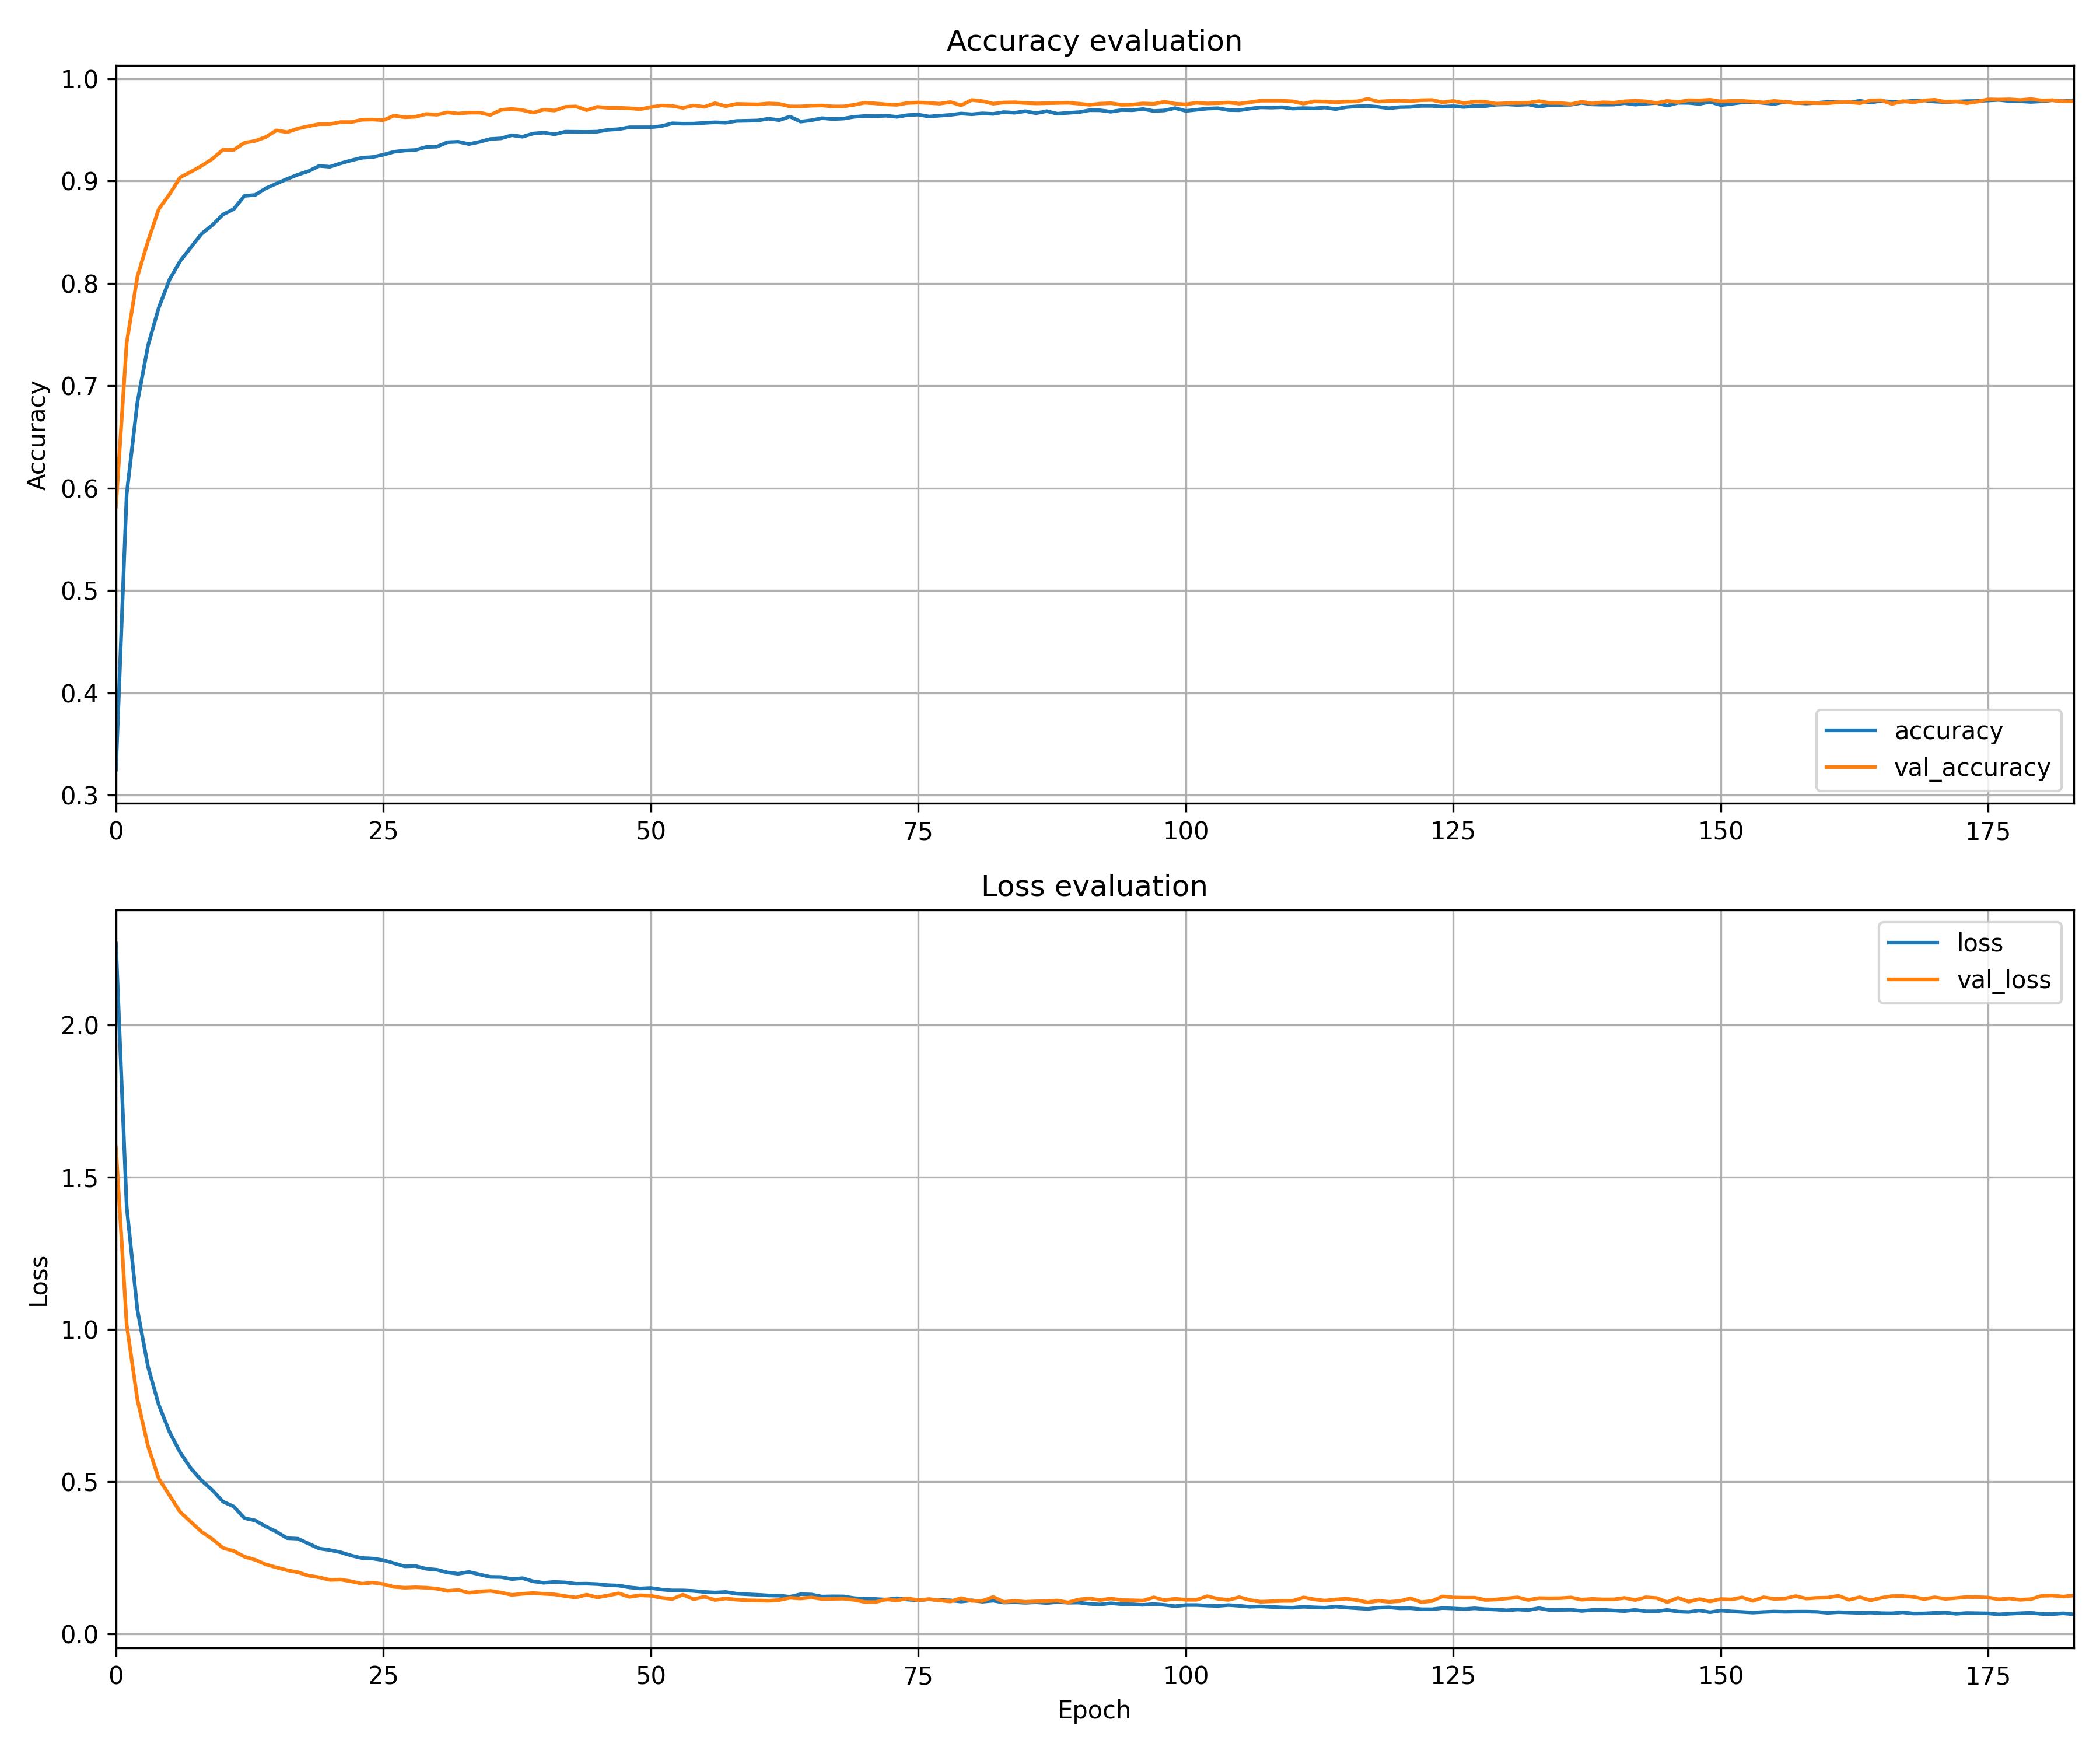 Accuracy evaluation
1.0
0.9
0.8
0.7
0.6
0.5
0.4
0.3
Accuracy
accuracy
val_accuracy
0 25 50 75 100 125 150 175
Loss evaluation
loss
val_loss
2.0
1.5
1.0
0.5
0.0
Loss
0 25 50 75 100 125 150 175
Epoch